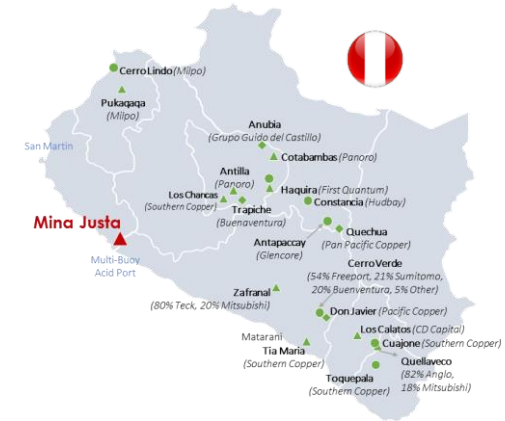 Cerro Lindo (Milpo)
Pukaqaqa
(Milpo)
Anubia
(Grupo Guido del Castillo)
San Martin
Cotabambas (Panoro)
Antilla
(Panoro)
Los Chancas
(Southern Copper)
Haquira (First Quantum)
Constancia (Hudbay)
Trapiche
(Buenaventura)
Mina Justa
Quechua
(Pan Pacific Copper)
Antapaccay
(Glencore)
Multi-Buoy
Acid Port
Cerro Verde
(54% Freeport, 21% Sumitomo,
20% Buenventura, 5% Other)
Zafranal
(80% Teck, 20% Mitsubishi)
Don Javier (Pacific Copper)
Los Calatos (CD Capital)
Matarani
Cuajone (Southern Copper)
Tia Maria
(Southern Copper)
Quellaveco
(82% Anglo,
18% Mitsubishi)
Toquepala
(Southern Copper)